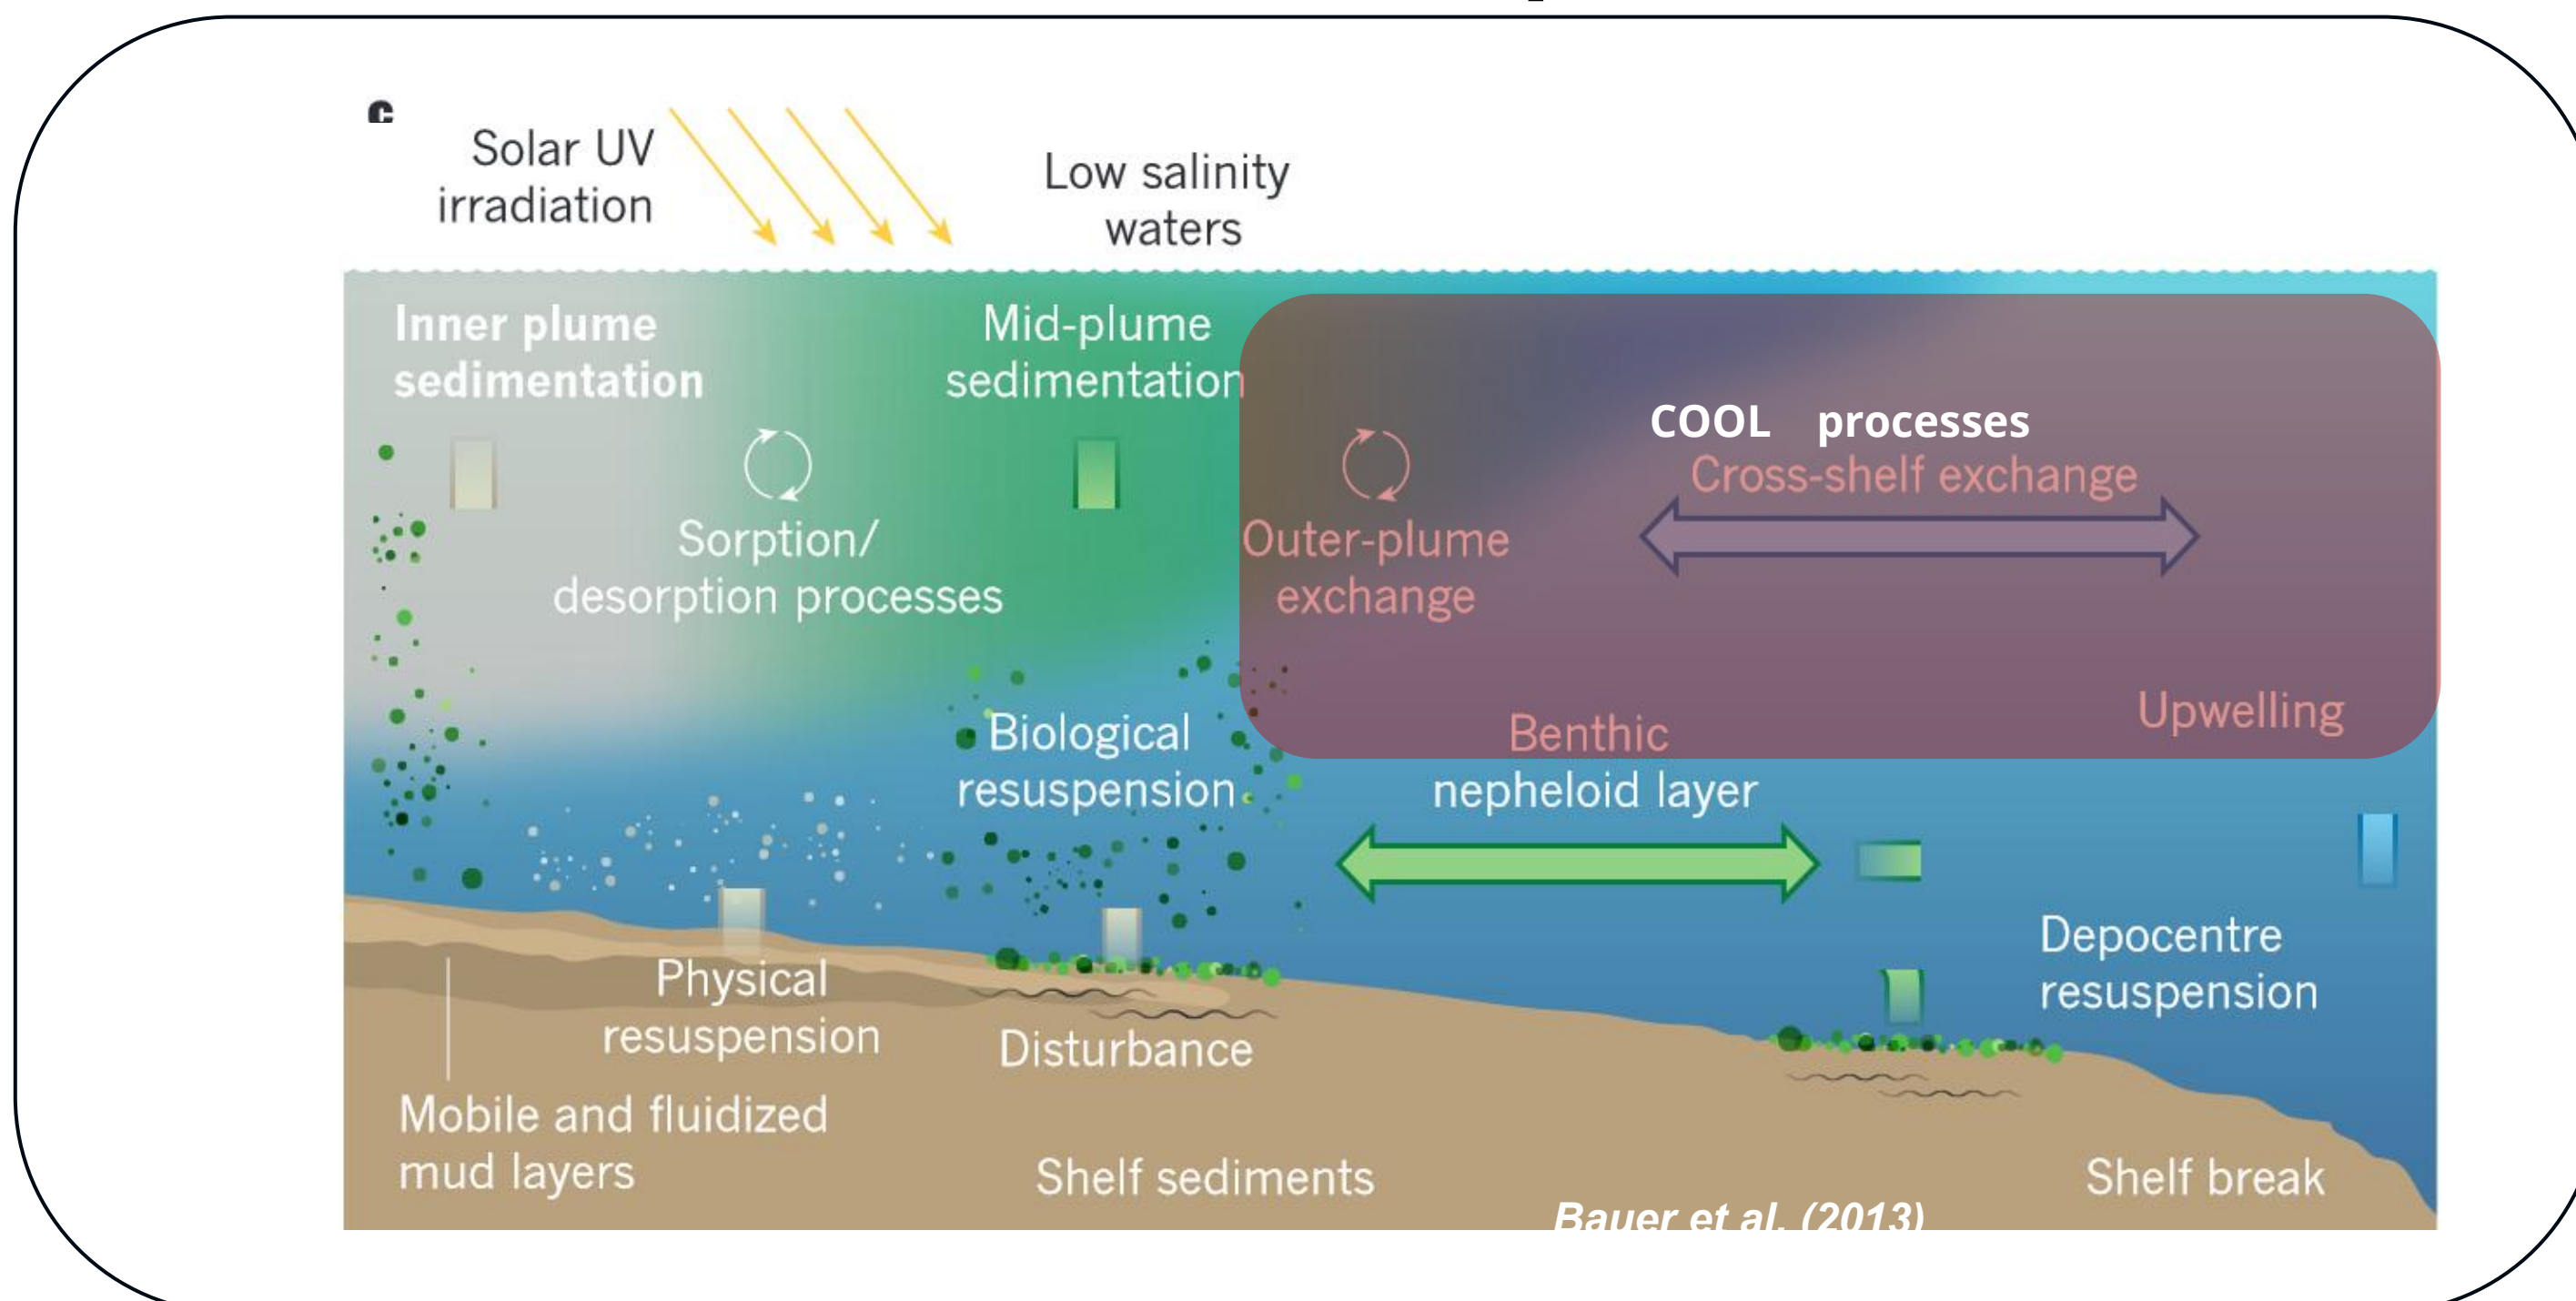 c
Solar UV
irradiation
Low salinity
waters
Inner plume
sedimentation
Mid-plume
sedimentation
COOL processes
Cross-shelf exchange
Sorption/
desorption processes
Outer-plume
exchange
Upwelling
Biological
resuspension
Benthic
nepheloid layer
Depocentre
resuspension
Physical
resuspension
Disturbance
Mobile and fluidized
mud layers
Shelf sediments
Shelf break
Bauer et al. (2013)